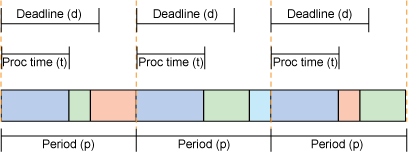 Deadline (d) Deadline (d) Deadline (d)
Proc time (t) Proc time (t) Proc time (t)
Period (p) Period (p) Period (p)